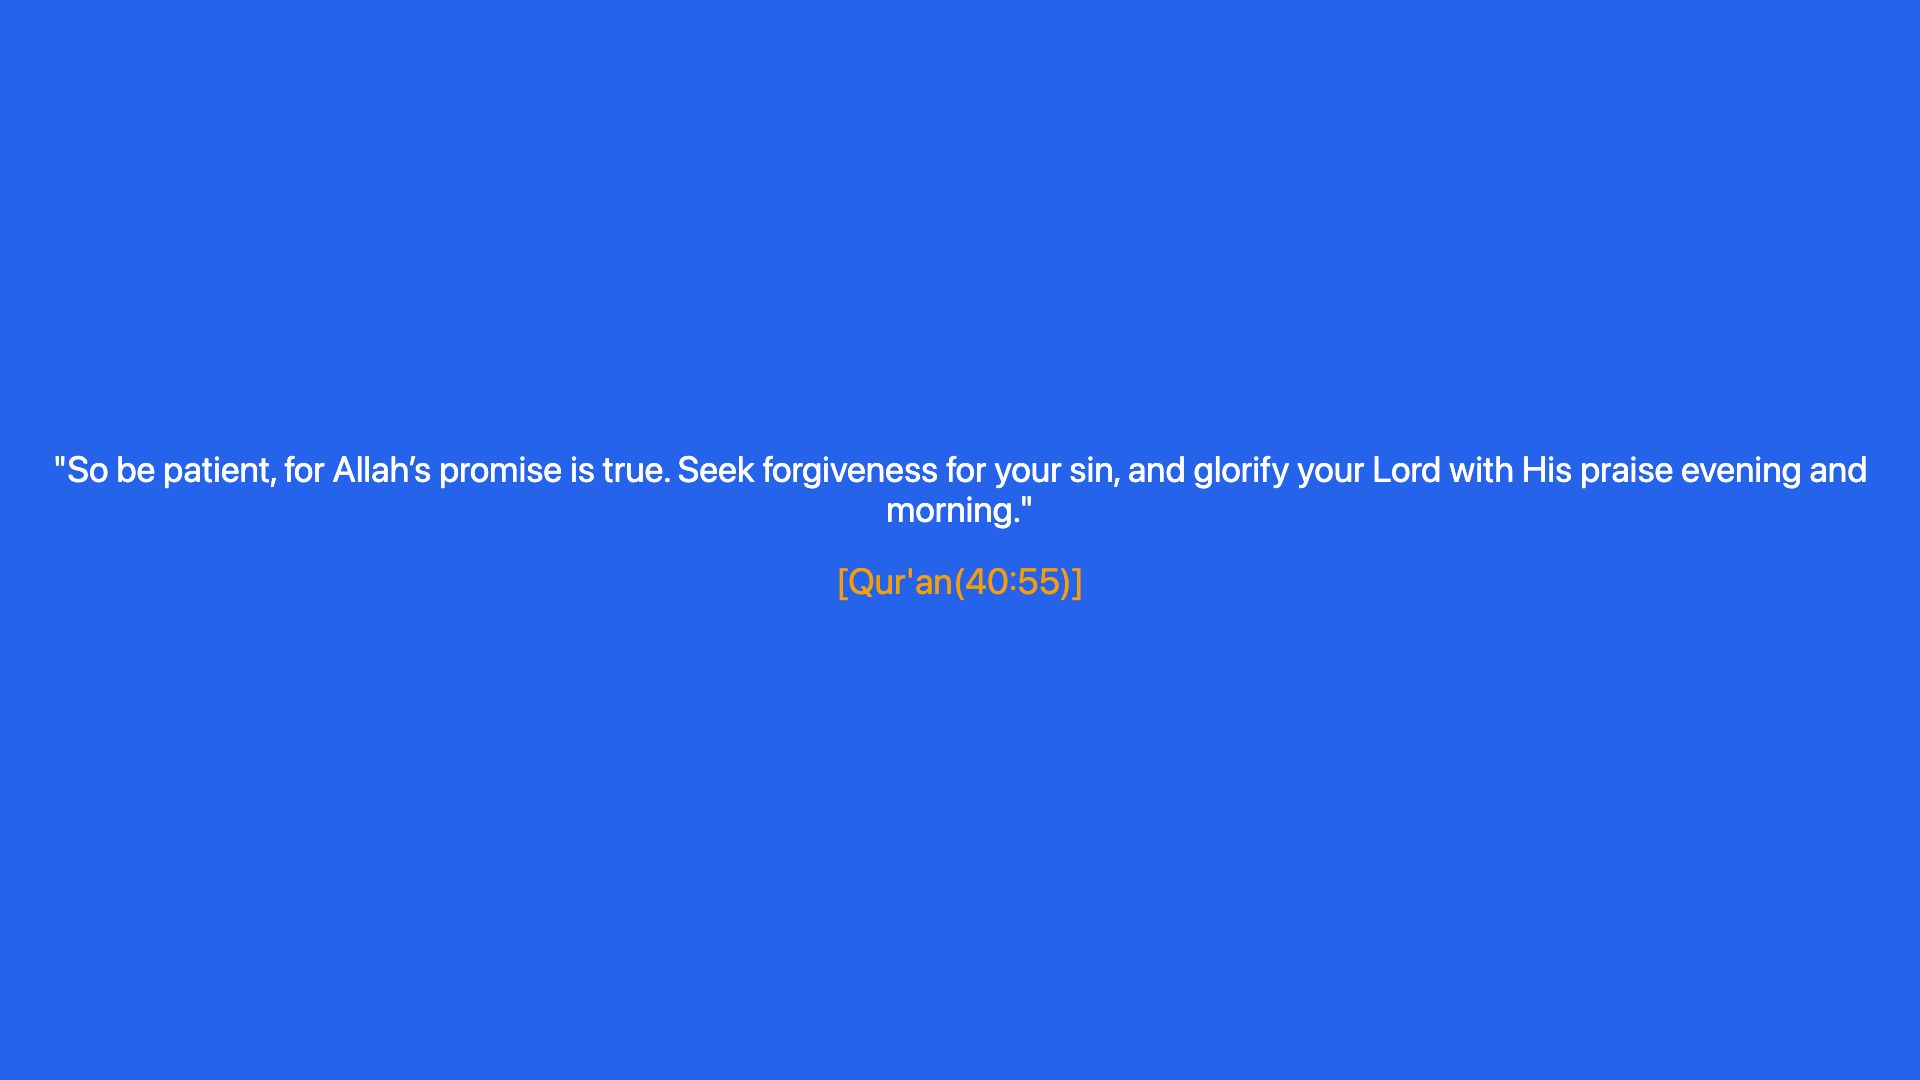 "So be patient, for Allah’s promise is true. Seek forgiveness for your sin, and glorify your Lord with His praise evening and
morning."
[Qur'an(40:55)]